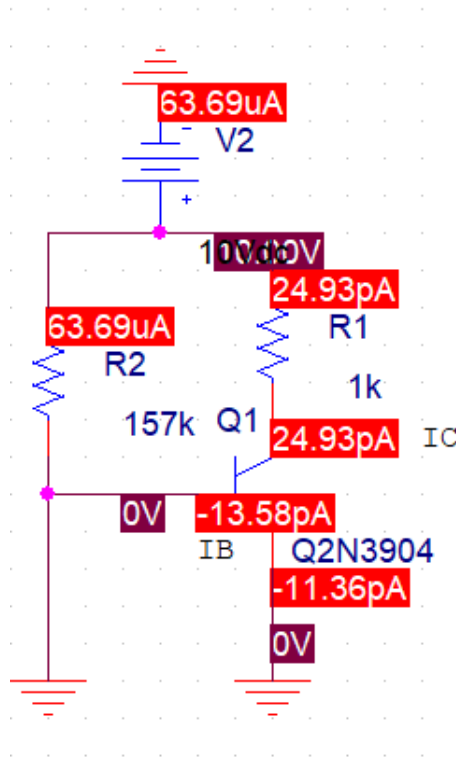 63.69uA
-
V2
+
10Vdc
24.93pA
63.69uA
R1
R2
1k
157k
Q1
24.93pA
IC
0V
-13.58pA
IB
Q2N3904
-11.36pA
0V